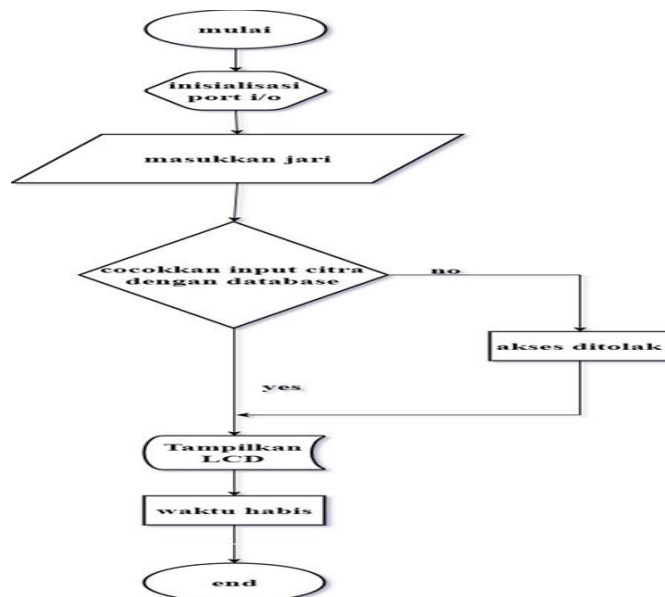 mulai
inisialisasi
port i/o
masukkan jari
cocokkan input citra
dengan database
no
akses ditolak
yes
Tampilkan
LCD
waktu habis
end